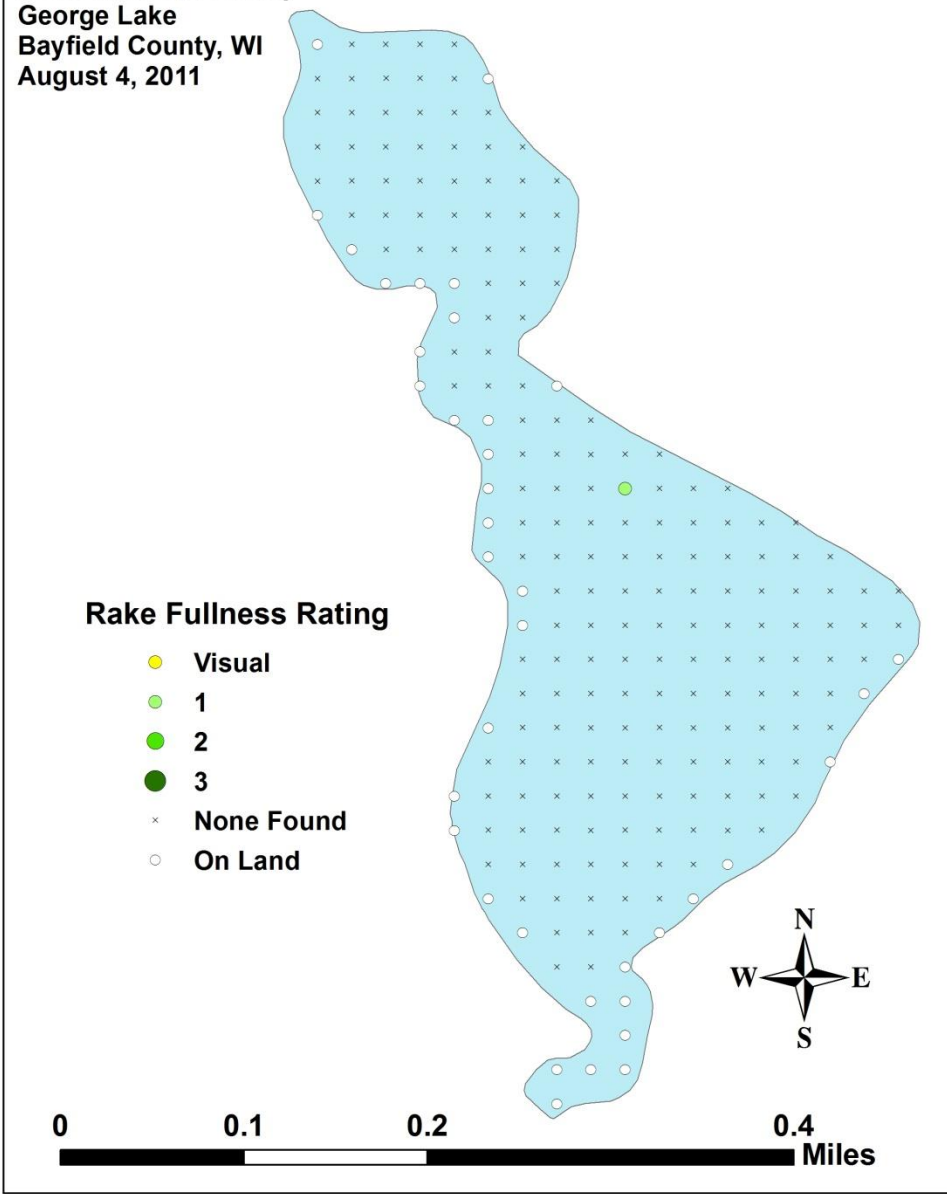 George Lake
Bayfield County, WI
August 4, 2011
Rake Fullness Rating
Visual
1
2
3
None Found
On Land
N
W E
S
0 0.1 0.2 0.4
Miles